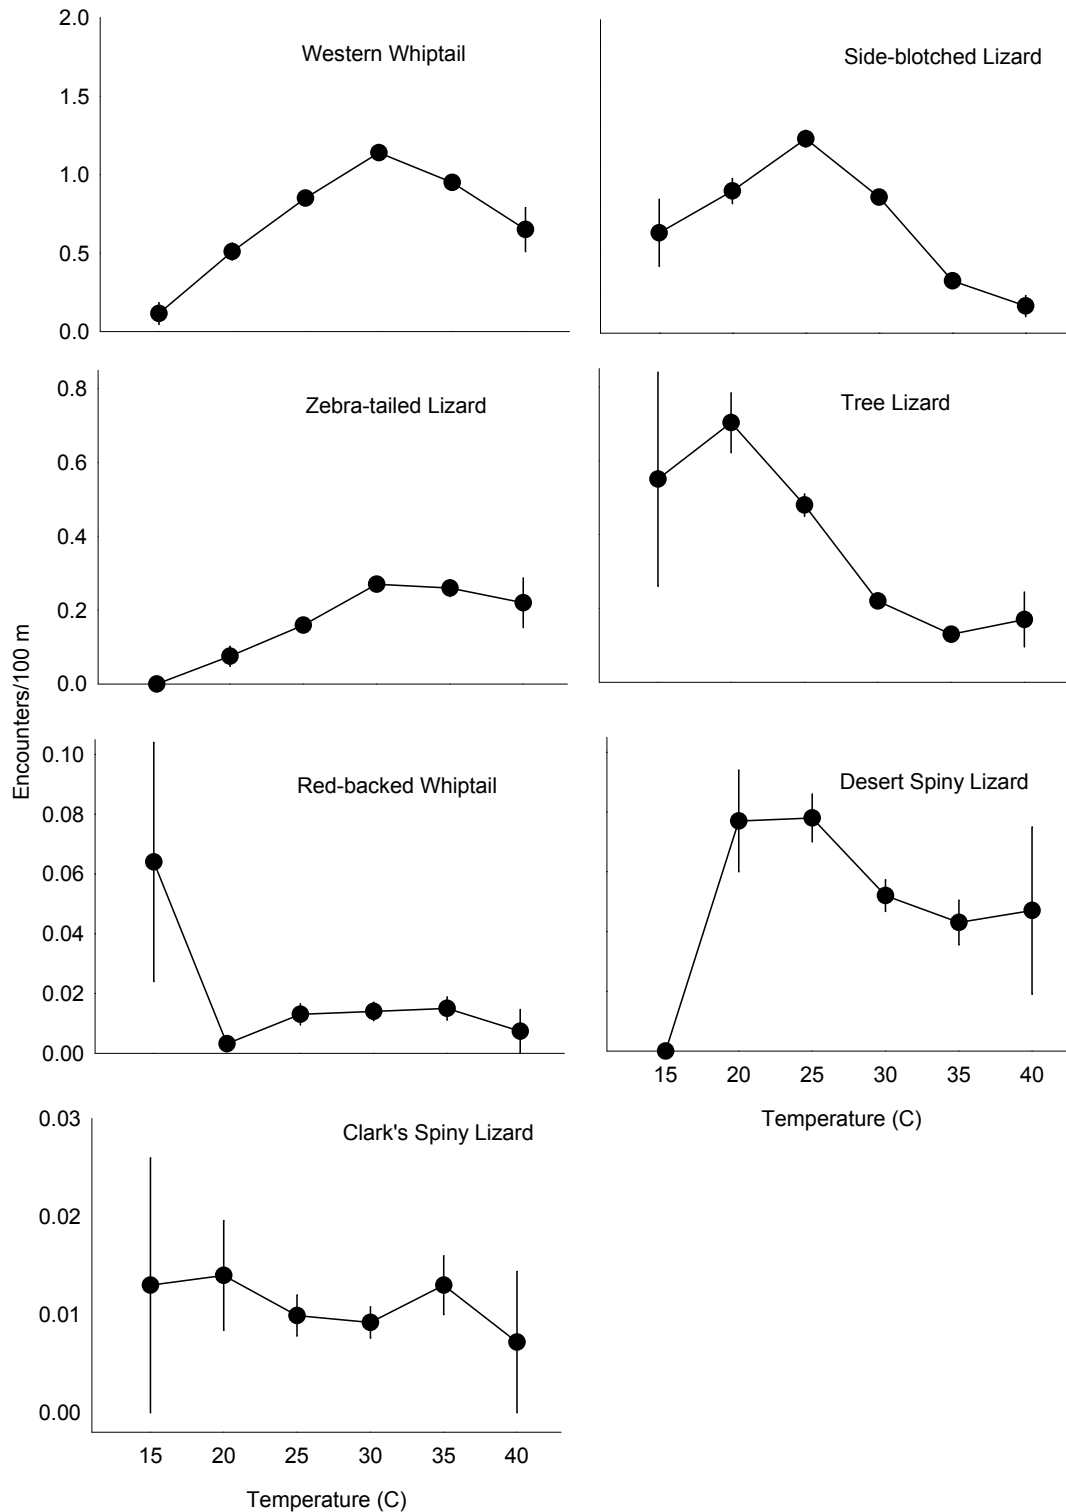 2.0
Western Whiptail
Side-blotched Lizard
1.5
1.0
0.5
0.0
0.8
Zebra-tailed Lizard
Tree Lizard
0.6
0.4
0.2
0.0
Encounters/100 m
0.10
Red-backed Whiptail
Desert Spiny Lizard
0.08
0.06
0.04
0.02
0.00
15 20 25 30 35 40
Temperature (C)
0.03
Clark's Spiny Lizard
0.02
0.01
0.00
15 20 25 30 35 40
Temperature (C)